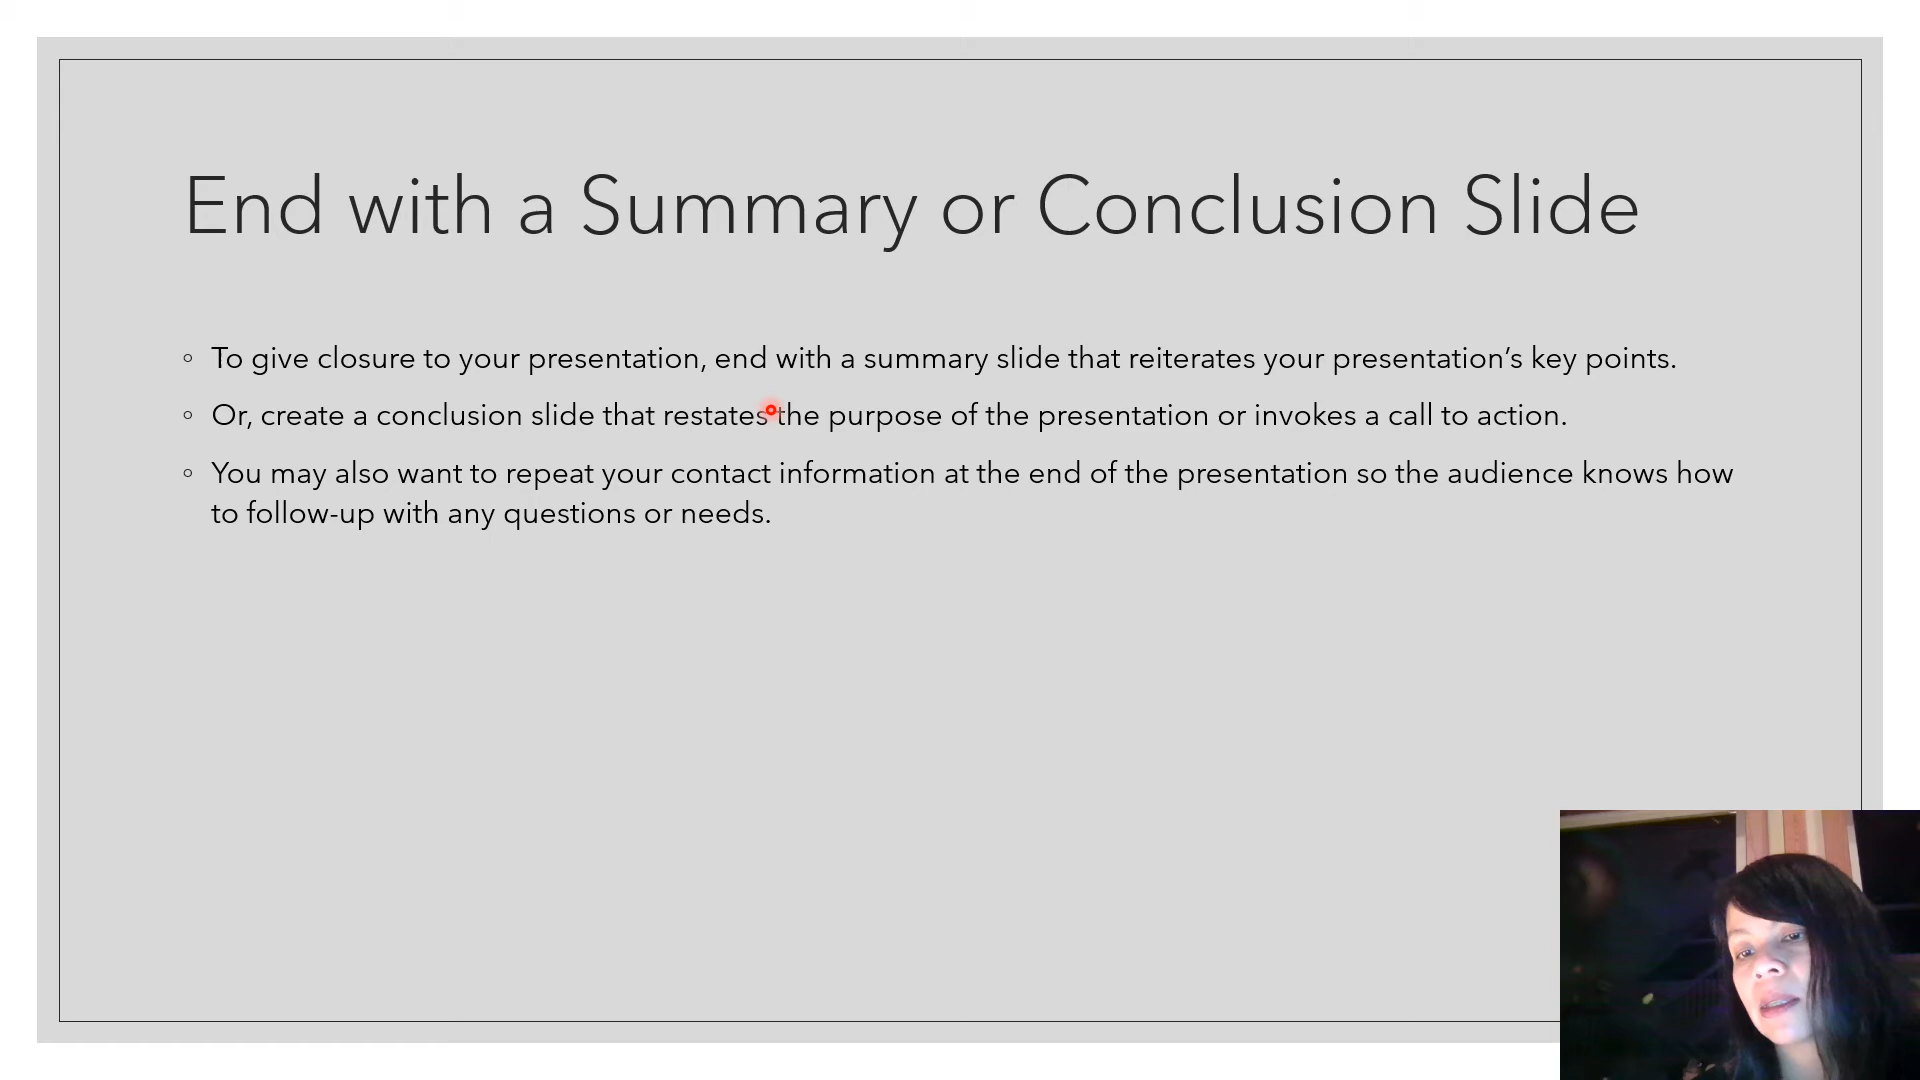 End with a Summary or Conclusion Slide
◦ To give closure to your presentation, end with a summary slide that reiterates your presentation’s key points.
◦ Or, create a conclusion slide that restates the purpose of the presentation or invokes a call to action.
◦ You may also want to repeat your contact information at the end of the presentation so the audience knows how
to follow-up with any questions or needs.